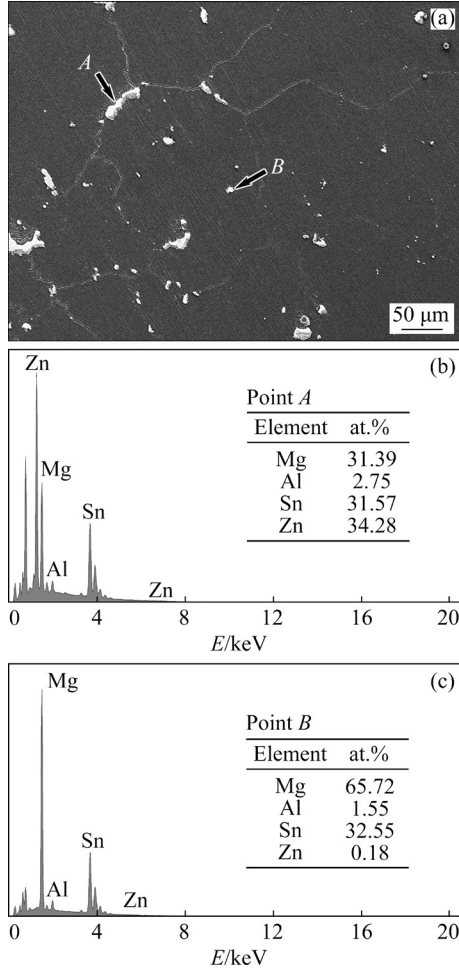 (a)
A
B
50 μm
(b)
Zn
Mg
Al
Sn
Zn
Point A
Element at.%
Mg 31.39
Al 2.75
Sn 31.57
Zn 34.28
0 4 8 12 16 20
E/keV
(c)
Mg
Al
Sn
Zn
Point B
Element at.%
Mg 65.72
Al 1.55
Sn 32.55
Zn 0.18
0 4 8 12 16 20
E/keV